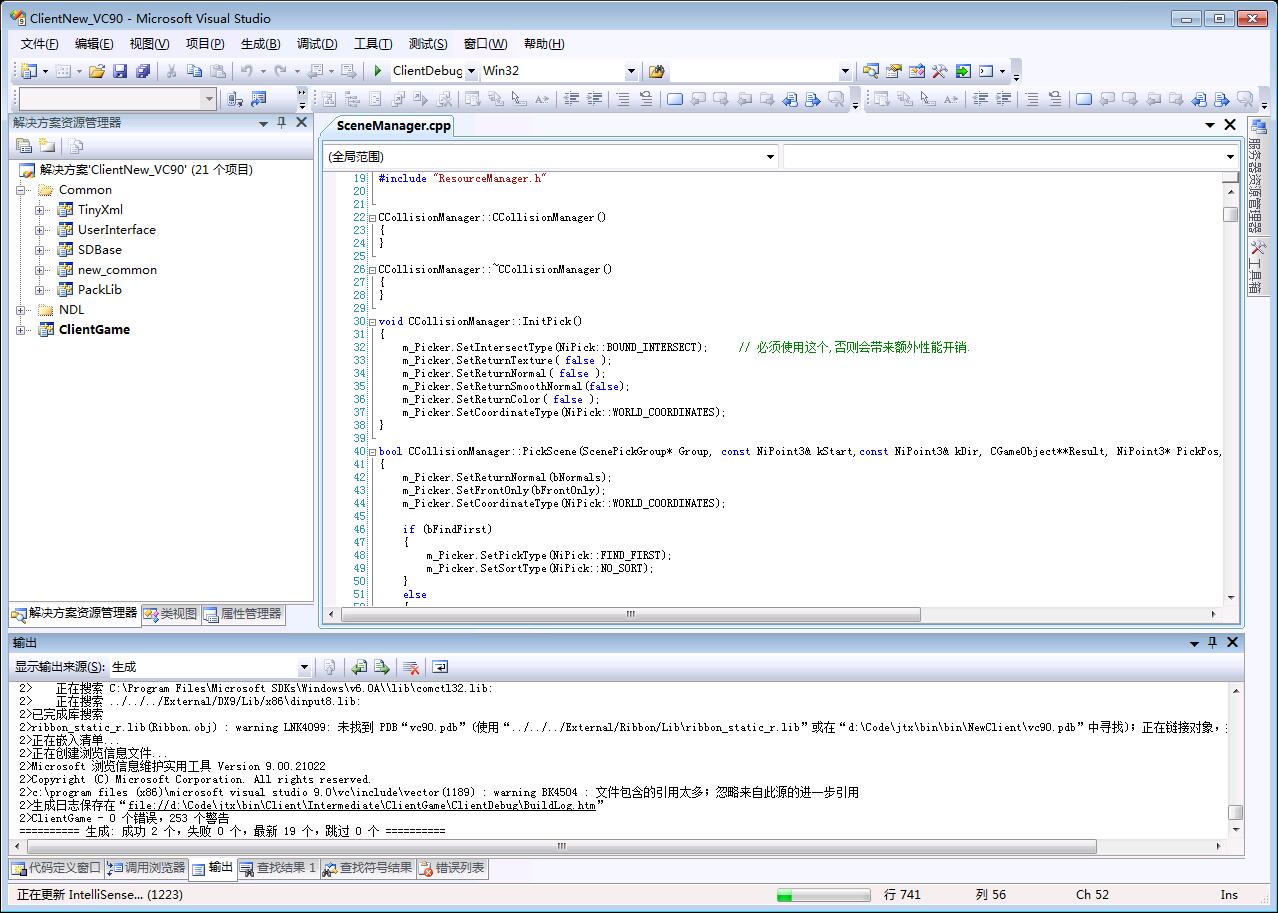 ClientNew_VC90 - Microsoft Visual Studio
文件(F) 编辑(E) 视图(V) 项目(P) 生成(B) 调试(D) 工具(T) 测试(S) 窗口(W) 帮助(H)
ClientDebug Win32
解决方案资源管理器
SceneManager.cpp
(全局范围)
解决方案'ClientNew_VC90' (21 个项目)
Common
TinyXml
UserInterface
SDBase
new_common
PackLib
NDL
ClientGame
解决方案资源管理器 类视图 属性管理器
服务器资源管理器
工具箱
19 #include "ResourceManager.h"
20
21
22 CCollisionManager::CCollisionManager()
23 {
24 }
25
26 CCollisionManager::~CCollisionManager()
27 {
28 }
29
30 void CCollisionManager::InitPick()
31 {
32 m_Picker.SetIntersectType(NiPick::BOUND_INTERSECT); // 必须使用这个,否则会带来额外性能开销.
33 m_Picker.SetReturnTexture( false );
34 m_Picker.SetReturnNormal( false );
35 m_Picker.SetReturnSmoothNormal(false);
36 m_Picker.SetReturnColor( false );
37 m_Picker.SetCoordinateType(NiPick::WORLD_COORDINATES);
38 }
39
40 bool CCollisionManager::PickScene(ScenePickGroup* Group, const NiPoint3& kStart,const NiPoint3& kDir, CGameObject**Result, NiPoint3* PickPos,
41 {
42 m_Picker.SetReturnNormal(bNormals);
43 m_Picker.SetFrontOnly(bFrontOnly);
44 m_Picker.SetCoordinateType(NiPick::WORLD_COORDINATES);
45
46 if (bFindFirst)
47 {
48 m_Picker.SetPickType(NiPick::FIND_FIRST);
49 m_Picker.SetSortType(NiPick::NO_SORT);
50 }
51 else
输出
显示输出来源(S): 生成
2> 正在搜索 C:\Program Files\Microsoft SDKs\Windows\v6.0A\\lib\comctl32.lib:
2> 正在搜索 ../../../External/DX9/Lib/x86\dinput8.lib:
2>已完成库搜索
2>ribbon_static_r.lib(Ribbon.obj) : warning LNK4099: 未找到 PDB“vc90.pdb”(使用“../../../External/Ribbon/Lib\ribbon_static_r.lib”或在“d:\Code\jtx\bin\bin\NewClient\vc90.pdb”中寻找);正在链接对象,
2>正在嵌入清单...
2>正在创建浏览信息文件...
2>Microsoft 浏览信息维护实用工具 Version 9.00.21022
2>Copyright (C) Microsoft Corporation. All rights reserved.
2>c:\program files (x86)\microsoft visual studio 9.0\vc\include\vector(1189) : warning BK4504 : 文件包含的引用太多;忽略来自此源的进一步引用
2>生成日志保存在“file://d:\Code\jtx\bin\Client\Intermediate\ClientGame\ClientDebug\BuildLog.htm”
2>ClientGame - 0 个错误，253 个警告
========== 生成: 成功 2 个，失败 0 个，最新 19 个，跳过 0 个 ==========
代码定义窗口 调用浏览器 输出 查找结果 1 查找符号结果 错误列表
正在更新 IntelliSense... (1223) 行 741 列 56 Ch 52 Ins